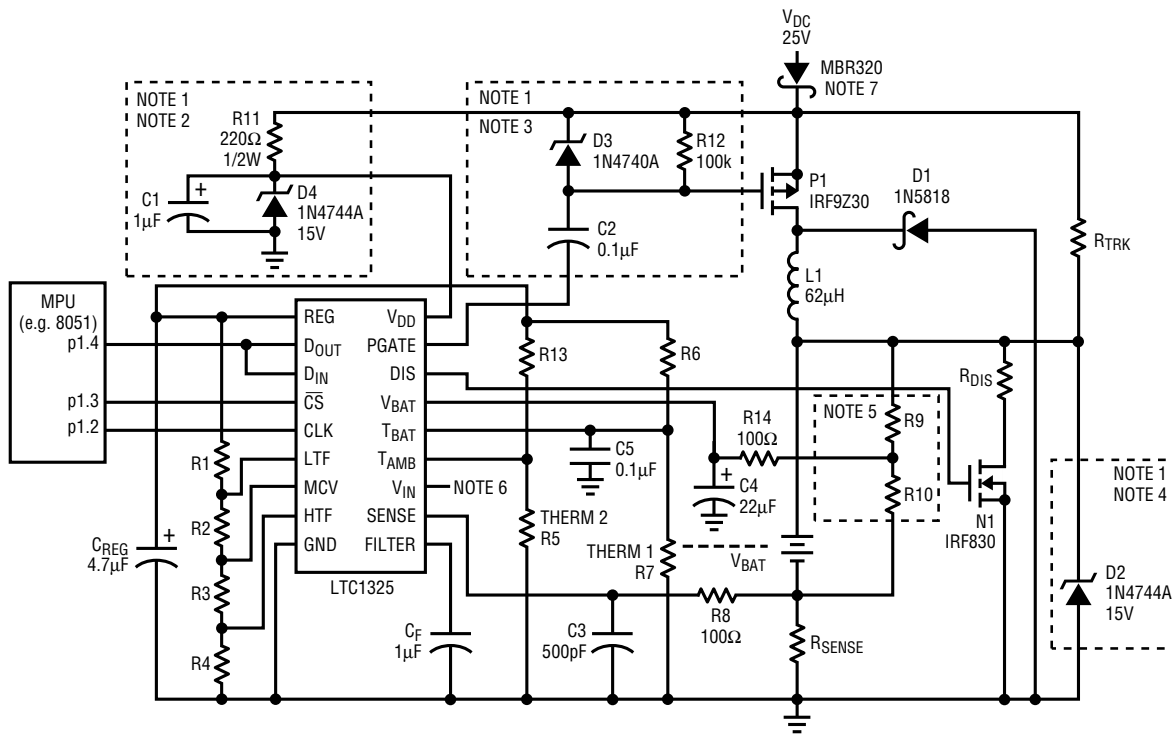 V_DC
25V
MBR320
NOTE 7
NOTE 1
NOTE 2
R11
220Ω
1/2W
C1
1µF
+
D4
1N4744A
15V
NOTE 1
NOTE 3
D3
1N4740A
R12
100k
C2
0.1µF
P1
IRF9Z30
D1
1N5818
R_TRK
L1
62µH
MPU
(e.g. 8051)
p1.4
p1.3
p1.2
REG
D_OUT
D_IN
C̅S̅
CLK
LTF
MCV
HTF
GND
V_DD
PGATE
DIS
V_BAT
T_BAT
T_AMB
V_IN
SENSE
FILTER
LTC1325
NOTE 6
R13
R6
R_DIS
NOTE 5
R9
R10
R14
100Ω
C5
0.1µF
+
C4
22µF
N1
IRF830
NOTE 1
NOTE 4
D2
1N4744A
15V
R1
R2
R3
R4
+
C_REG
4.7µF
THERM 2
R5
THERM 1
R7
V_BAT
R8
100Ω
R_SENSE
C_F
1µF
C3
500pF